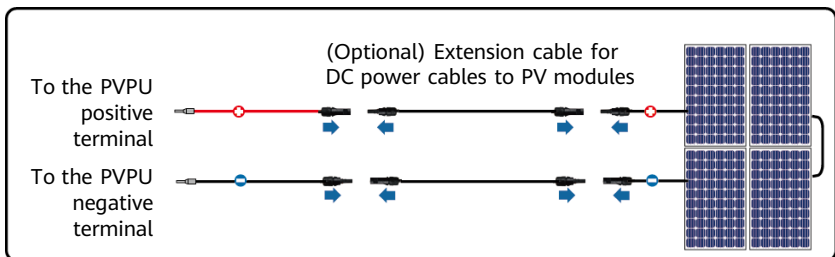 (Optional) Extension cable for
DC power cables to PV modules
To the PVPU
positive
terminal
To the PVPU
negative
terminal